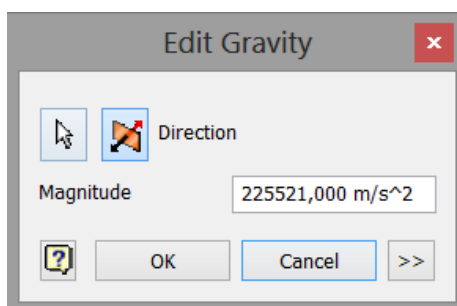 Edit Gravity
Direction
Magnitude 225521,000 m/s^2
OK Cancel >>